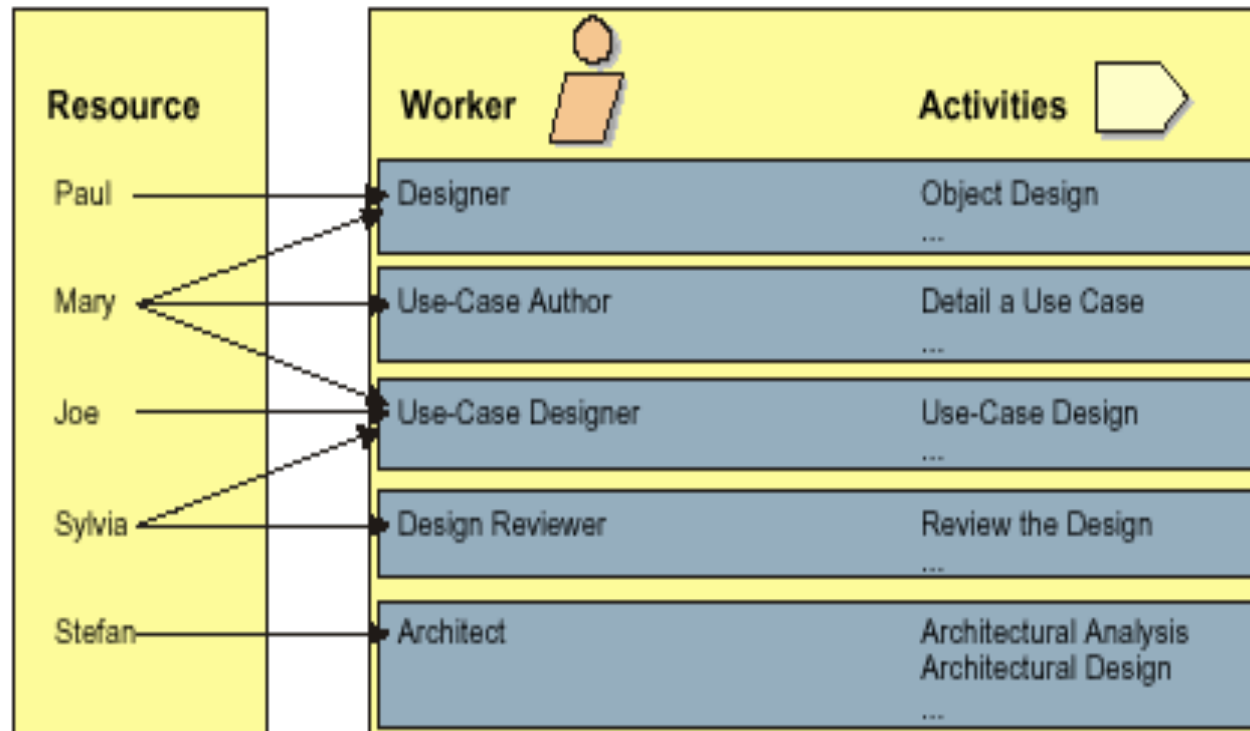 Resource Worker Activities
Paul Designer Object Design
...
Mary Use-Case Author Detail a Use Case
...
Joe Use-Case Designer Use-Case Design
...
Sylvia Design Reviewer Review the Design
...
Stefan Architect Architectural Analysis
Architectural Design
...